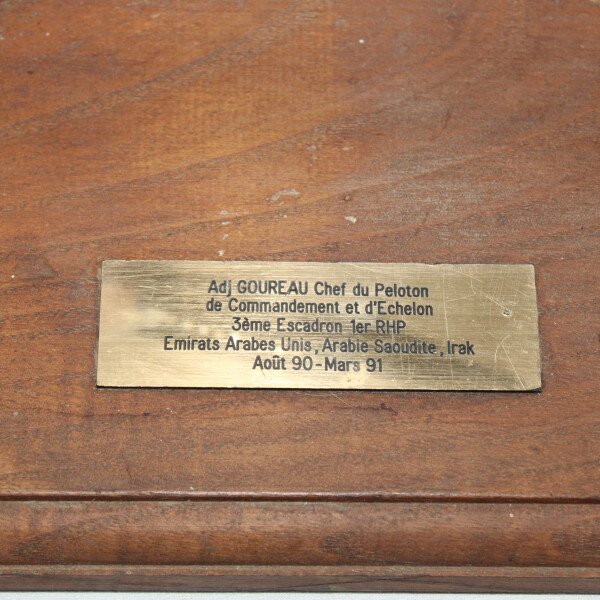 Adj GOUREAU Chef du Peloton
de Commandement et d'Echelon
3ème Escadron 1er RHP
Emirats Arabes Unis, Arabie Saoudite, Irak
Août 90-Mars 91